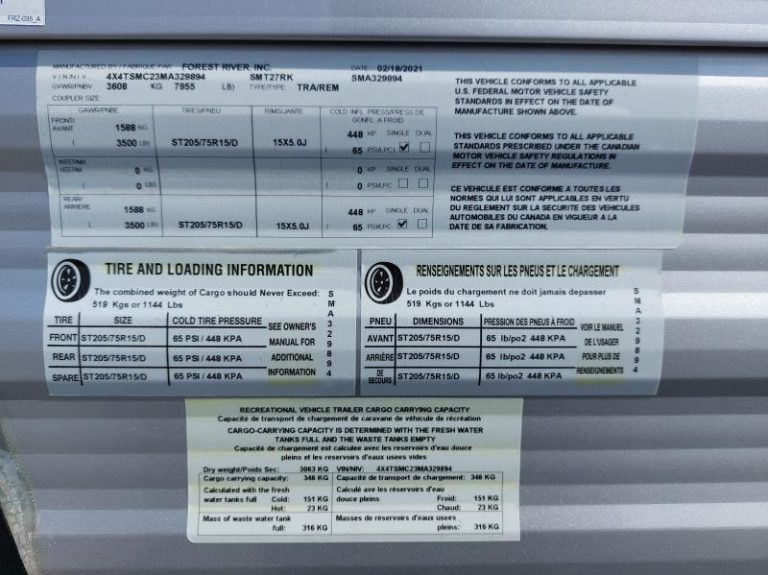 FRZ-035_A
MANUFACTURED BY / FABRIQUE PAR FOREST RIVER, INC. DATE 02/18/2021
V.I.N/N.I.V. 4X4TSMC23MA329894 SMT27RK SMA329894
GVWR/PNBV 3608 KG 7955 LB) TYPE/TYPE TRA/REM
COUPLER SIZE
GAWR/PNBE TIRES/PNEU RIMS/JANTE COLD INFL PRESS/PRESS DE GONFL A FROID
FRONT/AVANT 1588 KG 448 KP SINGLE DUAL
( 3500 LB) ST205/75R15/D 15X5.0J ( 65 PSI/LPC)
INTERM/INTERM. 0 KG 0 KP SINGLE DUAL
( 0 LB) ( 0 PSI/LPC
REAR/ARRIERE 1588 KG 448 KP SINGLE DUAL
( 3500 LB) ST205/75R15/D 15X5.0J ( 65 PSI/LPC
THIS VEHICLE CONFORMS TO ALL APPLICABLE
U.S. FEDERAL MOTOR VEHICLE SAFETY
STANDARDS IN EFFECT ON THE DATE OF
MANUFACTURE SHOWN ABOVE.
THIS VEHICLE CONFORMS TO ALL APPLICABLE
STANDARDS PRESCRIBED UNDER THE CANADIAN
MOTOR VEHICLE SAFETY REGULATIONS IN
EFFECT ON THE DATE OF MANUFACTURE.
CE VEHICULE EST CONFORME A TOUTES LES
NORMES QUI LUI SONT APPLICABLES EN VERTU
DU REGLEMENT SUR LA SECURITE DES VEHICULES
AUTOMOBILES DU CANADA EN VIGUEUR A LA
DATE DE SA FABRICATION.
TIRE AND LOADING INFORMATION
The combined weight of Cargo should Never Exceed:
519 Kgs or 1144 Lbs
TIRE SIZE COLD TIRE PRESSURE SEE OWNER'S
FRONT ST205/75R15/D 65 PSI / 448 KPA MANUAL FOR
REAR ST205/75R15/D 65 PSI / 448 KPA ADDITIONAL
SPARE ST205/75R15/D 65 PSI / 448 KPA INFORMATION
SMA329894
RENSEIGNEMENTS SUR LES PNEUS ET LE CHARGEMENT
Le poids du chargement ne doit jamais depasser
519 Kgs or 1144 Lbs
PNEU DIMENSIONS PRESSION DES PNEUS À FROID VOIR LE MANUEL
AVANT ST205/75R15/D 65 lb/po2 448 KPA DE L'USAGER
ARRIÈRE ST205/75R15/D 65 lb/po2 448 KPA POUR PLUS DE
DE SECOURS ST205/75R15/D 65 lb/po2 448 KPA RENSEIGNEMENTS
SMA329894
RECREATIONAL VEHICLE TRAILER CARGO CARRYING CAPACITY
Capacité de transport de chargement de caravane de véhicule de récréation
CARGO-CARRYING CAPACITY IS DETERMINED WITH THE FRESH WATER
TANKS FULL AND THE WASTE TANKS EMPTY
Capacité de chargement est calculée avec les reservoirs d'eau douce
pleins et les reservoirs d'eaux usees vides
Dry weight/Poids Sec: 3063 KG VIN/NIV: 4X4TSMC23MA329894
Cargo carrying capacity: 346 KG Capacité de transport de chargement: 346 KG
Calculated with the fresh Calculé ave les réservoirs d'eau
water tanks full Cold: 151 KG douce pleins Froid: 151 KG
Hot: 23 KG Chaud: 23 KG
Mass of waste water tank Masses de réservoirs d'eaux usées
full: 316 KG pleins: 316 KG